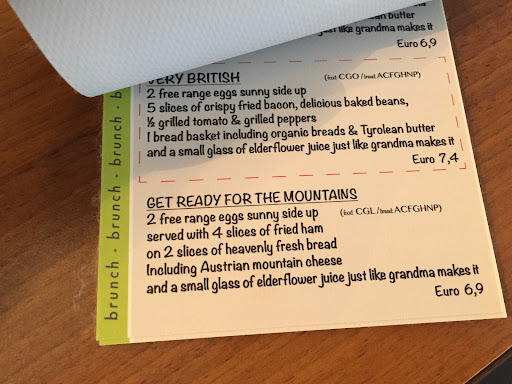 brunch - brunch - brunch - b
Tyrolean butter
just like grandma makes it
Euro 6,9
VERY BRITISH (food CGO / bread ACFGHNP)
2 free range eggs sunny side up
5 slices of crispy fried bacon, delicious baked beans,
½ grilled tomato & grilled peppers
1 bread basket including organic breads & Tyrolean butter
and a small glass of elderflower juice just like grandma makes it
Euro 7,4
GET READY FOR THE MOUNTAINS
2 free range eggs sunny side up (food CGL / bread ACFGHNP)
served with 4 slices of fried ham
on 2 slices of heavenly fresh bread
Including Austrian mountain cheese
and a small glass of elderflower juice just like grandma makes it
Euro 6,9